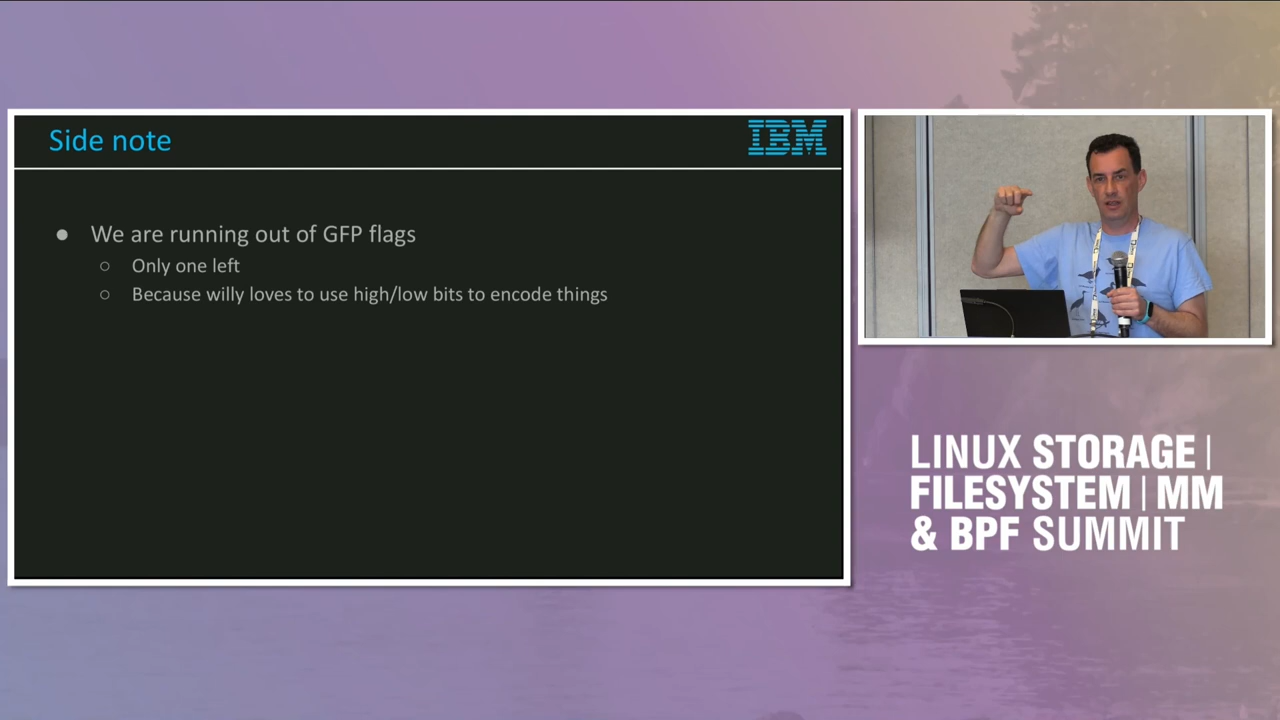 Side note
IBM
● We are running out of GFP flags
○ Only one left
○ Because willy loves to use high/low bits to encode things
LINUX STORAGE |
FILESYSTEM | MM
& BPF SUMMIT